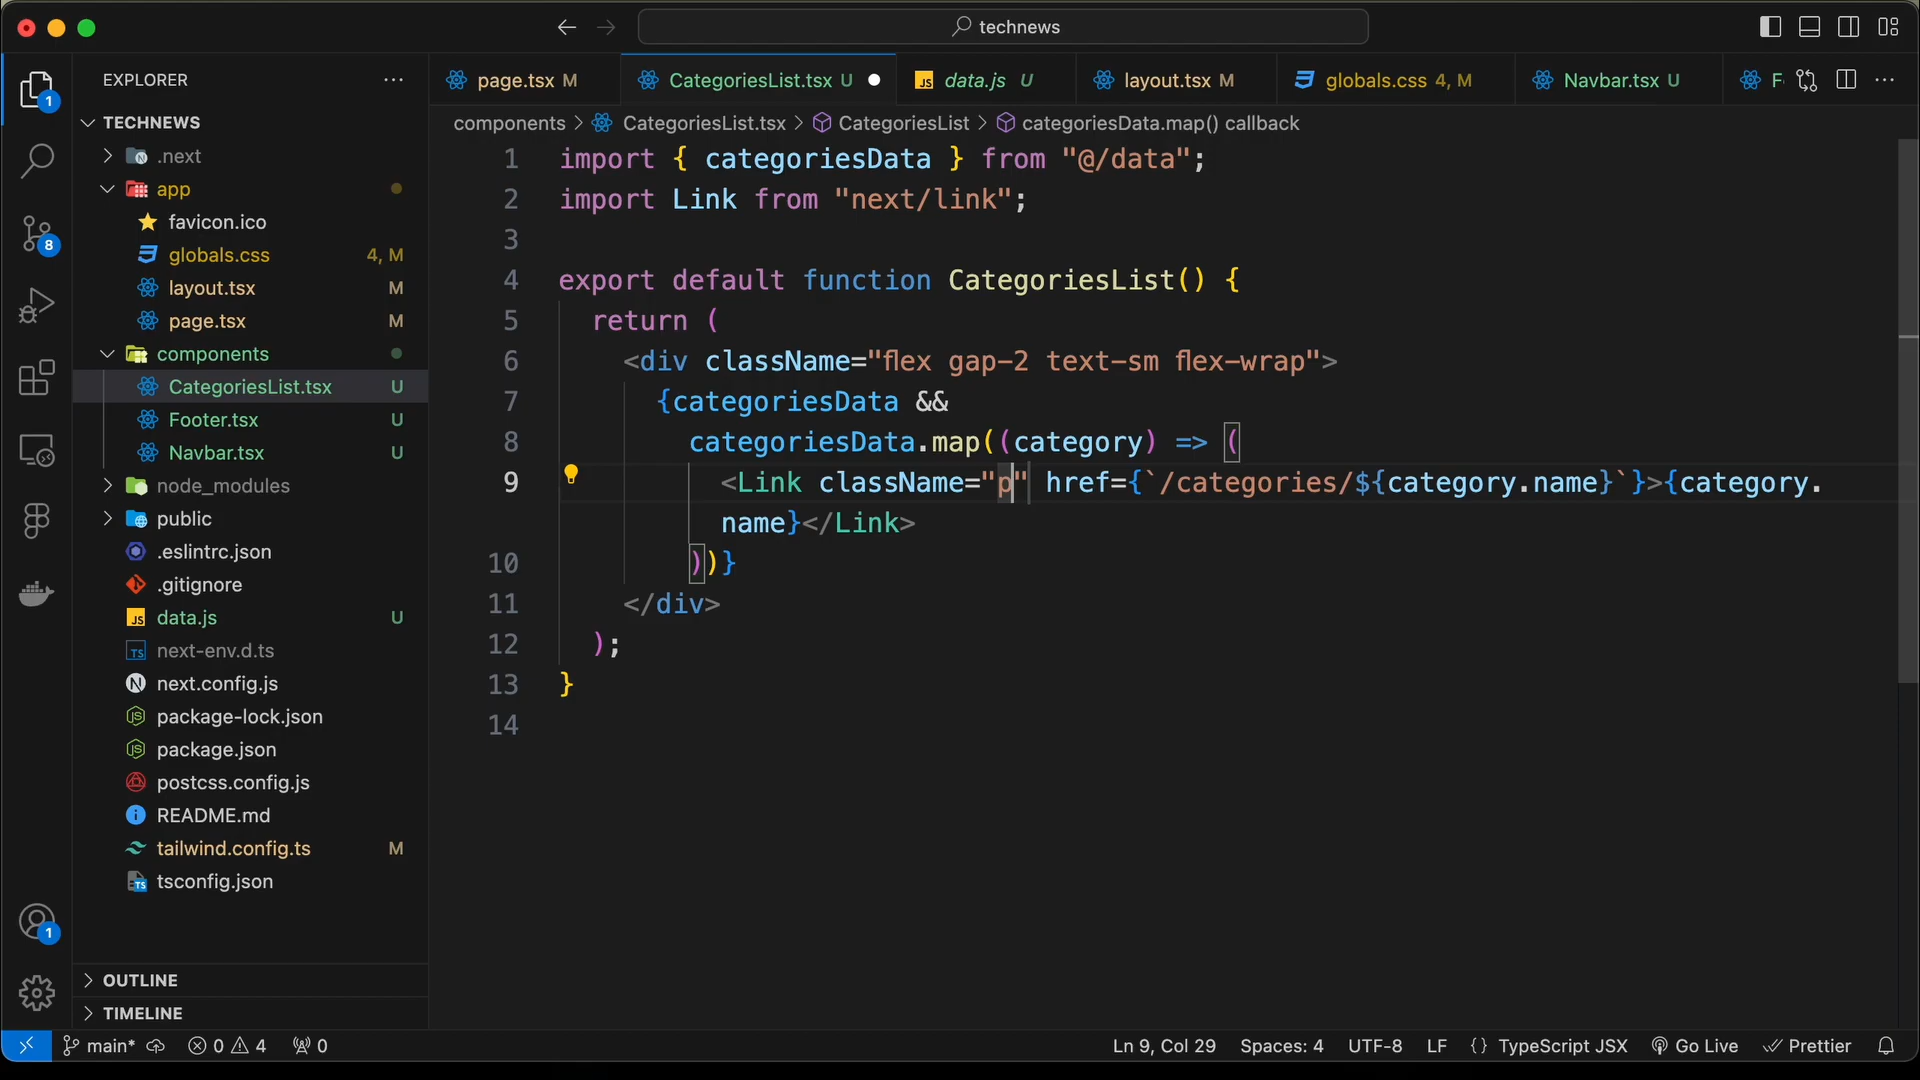 technews
EXPLORER
TECHNEWS
.next
app
favicon.ico
globals.css 4, M
layout.tsx M
page.tsx M
components
CategoriesList.tsx U
Footer.tsx U
Navbar.tsx U
node_modules
public
.eslintrc.json
.gitignore
data.js U
next-env.d.ts
next.config.js
package-lock.json
package.json
postcss.config.js
README.md
tailwind.config.ts M
tsconfig.json
OUTLINE
TIMELINE
1
8
1
page.tsx M
CategoriesList.tsx U
data.js U
layout.tsx M
globals.css 4, M
Navbar.tsx U
F
components > CategoriesList.tsx > CategoriesList > categoriesData.map() callback
1 import { categoriesData } from "@/data";
2 import Link from "next/link";
3
4 export default function CategoriesList() {
5 return (
6 <div className="flex gap-2 text-sm flex-wrap">
7 {categoriesData &&
8 categoriesData.map((category) => (
9 <Link className="p" href={`/categories/${category.name}`}>{category.
name}</Link>
10 ))}
11 </div>
12 );
13 }
14
main* 0 4 0
Ln 9, Col 29 Spaces: 4 UTF-8 LF {} TypeScript JSX Go Live Prettier